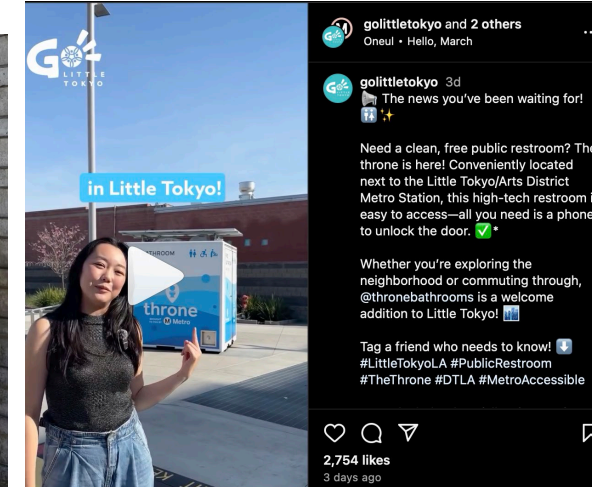 GO
LITTLE
TOKYO
in Little Tokyo!
THROOM
throne
M Metro
golittletokyo and 2 others
Oneul • Hello, March
golittletokyo 3d
📢 The news you've been waiting for!
🚻✨
Need a clean, free public restroom? The
throne is here! Conveniently located
next to the Little Tokyo/Arts District
Metro Station, this high-tech restroom i
easy to access—all you need is a phone
to unlock the door. ✅*
Whether you're exploring the
neighborhood or commuting through,
@thronebathrooms is a welcome
addition to Little Tokyo! 🏙️
Tag a friend who needs to know! ⬇️
#LittleTokyoLA #PublicRestroom
#TheThrone #DTLA #MetroAccessible
2,754 likes
3 days ago